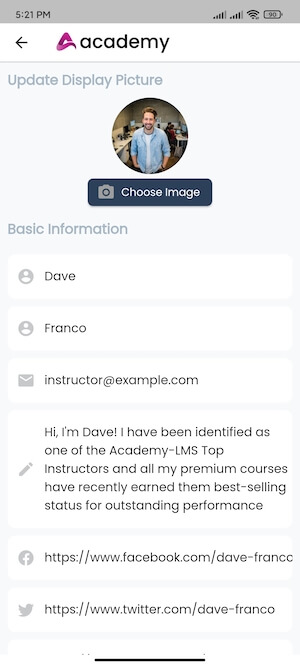 5:21 PM
90
academy
Update Display Picture
Choose Image
Basic Information
Dave
Franco
instructor@example.com
Hi, I'm Dave! I have been identified as
one of the Academy-LMS Top
Instructors and all my premium courses
have recently earned them best-selling
status for outstanding performance
https://www.facebook.com/dave-franco
https://www.twitter.com/dave-franco